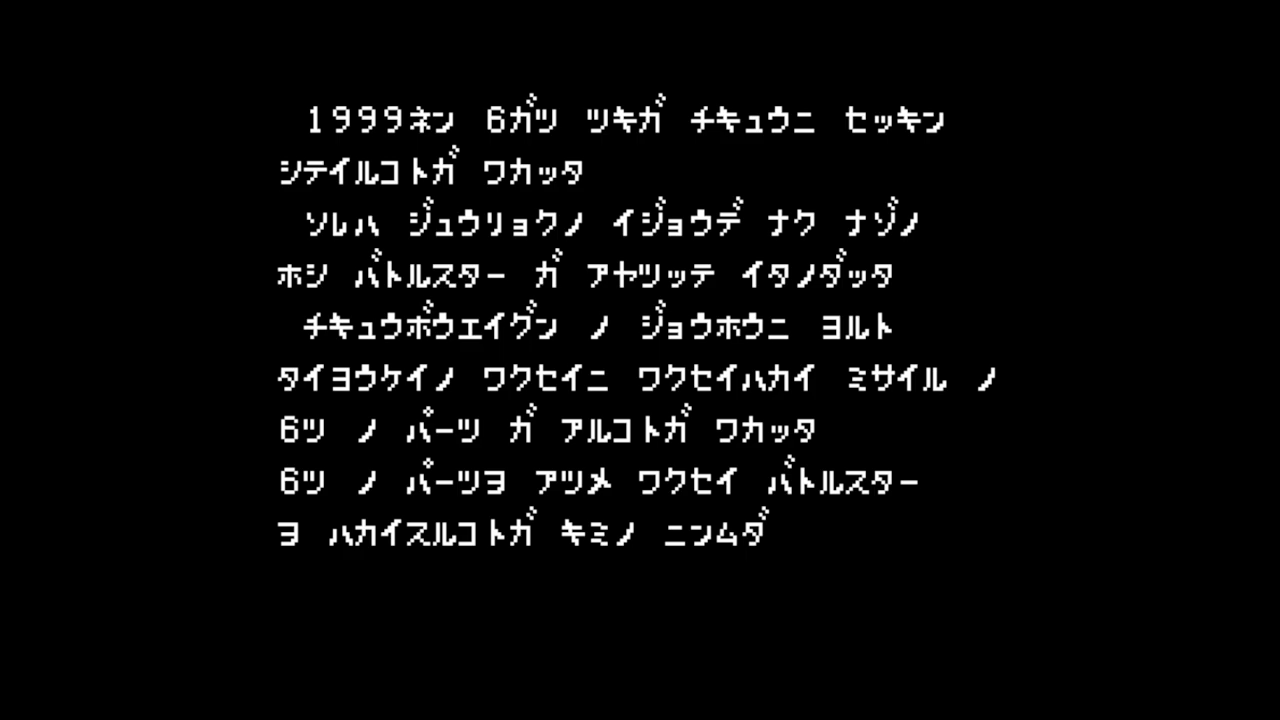 1999ネン 6ガツ ツキガ チキュウニ セッキン
シテイルコトガ ワカッタ
ソレハ ジュウリョクノ イジョウデ ナク ナゾノ
ホシ バトルスター ガ アヤツッテ イタノダッタ
チキュウボウエイグン ノ ジョウホウニ ヨルト
タイヨウケイノ ワクセイニ ワクセイハカイ ミサイル ノ
6ツ ノ パーツ ガ アルコトガ ワカッタ
6ツ ノ パーツヨ アツメ ワクセイ バトルスター
ヨ ハカイスルコトガ キミノ ニンムダ